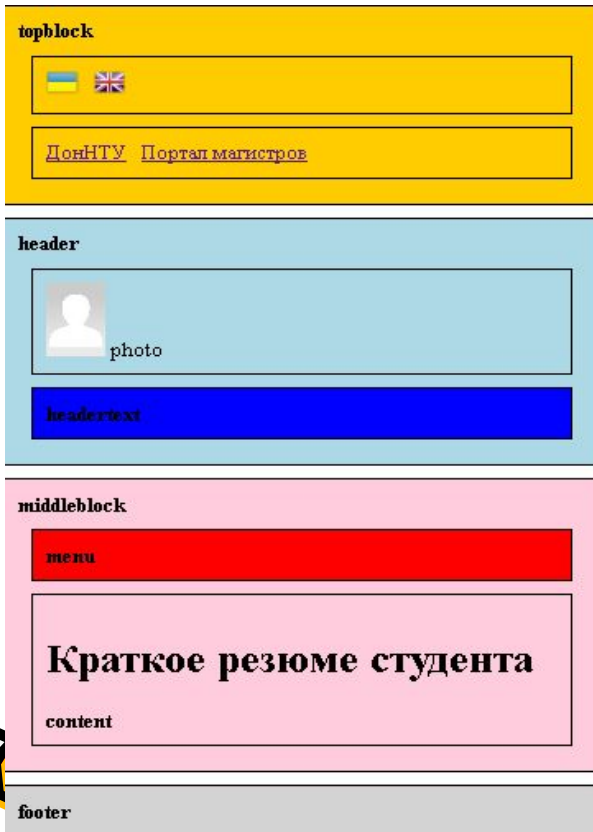 topblock
ДонНТУ Портал магистров
header
photo
headertext
middleblock
menu
Краткое резюме студента
content
footer